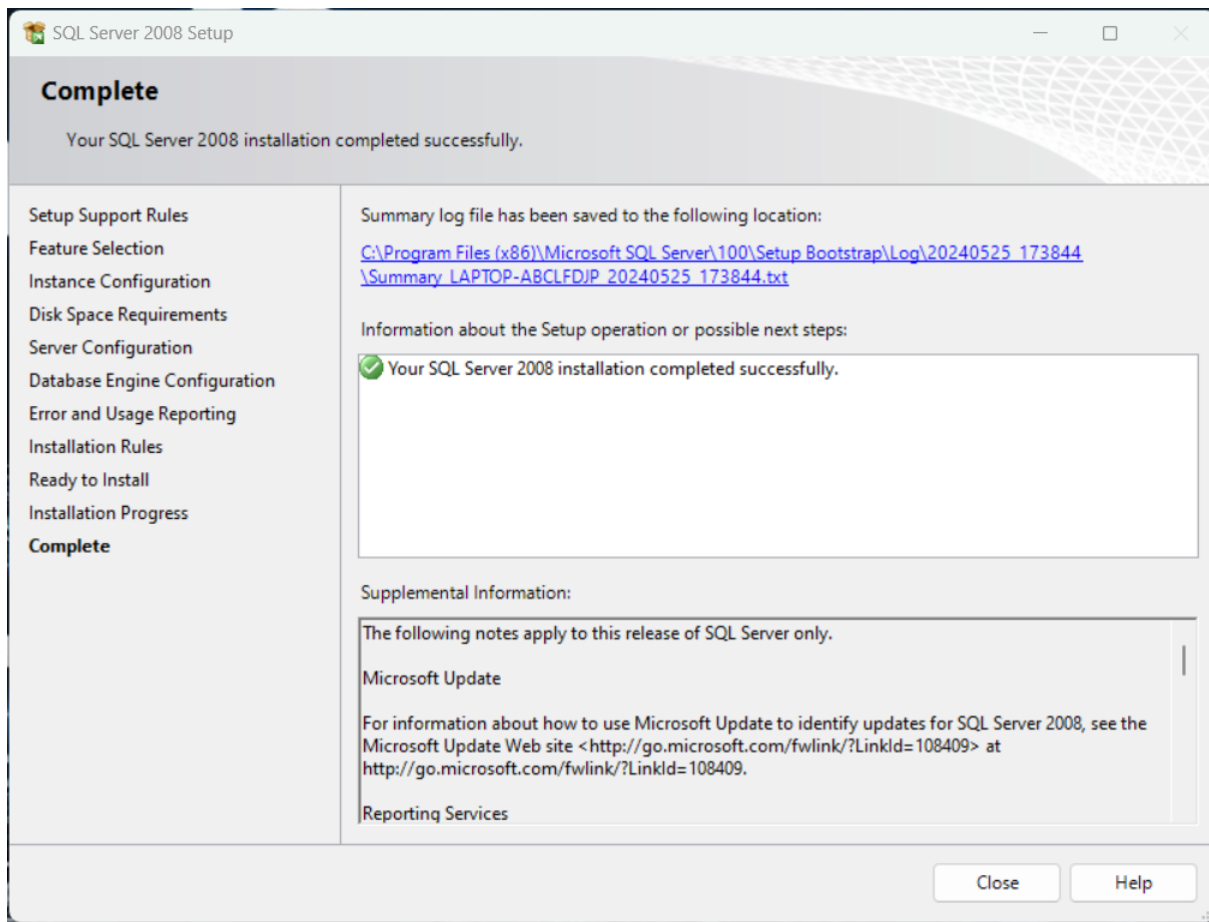 SQL Server 2008 Setup
Complete
Your SQL Server 2008 installation completed successfully.
Setup Support Rules
Feature Selection
Instance Configuration
Disk Space Requirements
Server Configuration
Database Engine Configuration
Error and Usage Reporting
Installation Rules
Ready to Install
Installation Progress
Complete
Summary log file has been saved to the following location:
C:\Program Files (x86)\Microsoft SQL Server\100\Setup Bootstrap\Log\20240525_173844
\Summary_LAPTOP-ABCLFDJP_20240525_173844.txt
Information about the Setup operation or possible next steps:
Your SQL Server 2008 installation completed successfully.
Supplemental Information:
The following notes apply to this release of SQL Server only.
Microsoft Update
For information about how to use Microsoft Update to identify updates for SQL Server 2008, see the
Microsoft Update Web site <http://go.microsoft.com/fwlink/?LinkId=108409> at
http://go.microsoft.com/fwlink/?LinkId=108409.
Reporting Services
Close
Help